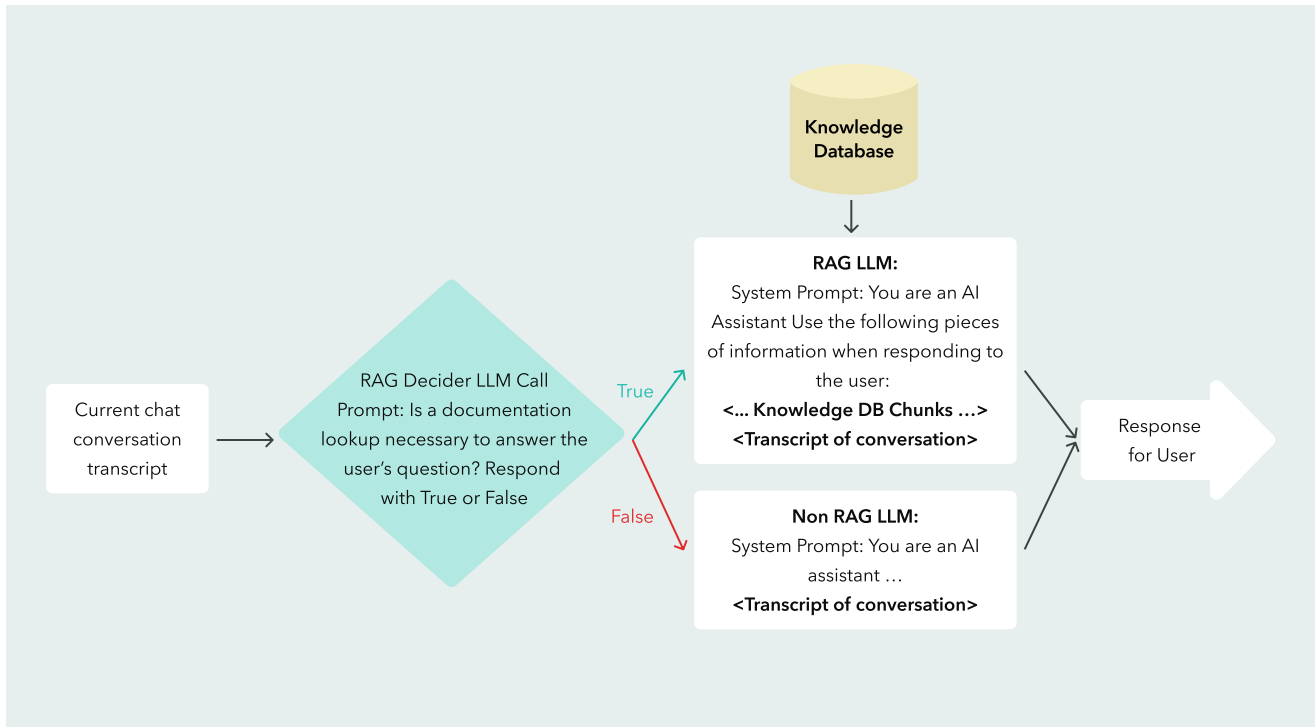 Knowledge
Database
Current chat
conversation
transcript
RAG Decider LLM Call
Prompt: Is a documentation
lookup necessary to answer the
user’s question? Respond
with True or False
True
False
RAG LLM:
System Prompt: You are an AI
Assistant Use the following pieces
of information when responding to
the user:
<... Knowledge DB Chunks ...>
<Transcript of conversation>
Non RAG LLM:
System Prompt: You are an AI
assistant ...
<Transcript of conversation>
Response
for User